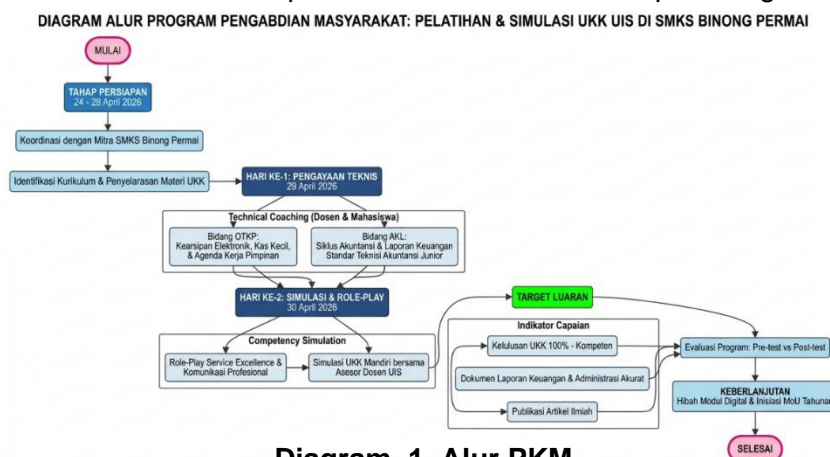 DIAGRAM ALUR PROGRAM PENGABDIAN MASYARAKAT: PELATIHAN & SIMULASI UKK UIS DI SMKS BINONG PERMAI
MULAI
TAHAP PERSIAPAN
24 - 28 April 2026
Koordinasi dengan Mitra SMKS Binong Permai
Identifikasi Kurikulum & Penyelarasan Materi UKK
HARI KE-1: PENGAYAAN TEKNIS
29 April 2026
Technical Coaching (Dosen & Mahasiswa)
Bidang OTKP:
Kearsipan Elektronik, Kas Kecil,
& Agenda Kerja Pimpinan
Bidang AKL:
Siklus Akuntansi & Laporan Keuangan
Standar Teknisi Akuntansi Junior
HARI KE-2: SIMULASI & ROLE-PLAY
30 April 2026
Competency Simulation
Role-Play Service Excellence &
Komunikasi Profesional
Simulasi UKK Mandiri bersama
Asesor Dosen UIS
TARGET LUARAN
Indikator Capaian
Kelulusan UKK 100% - Kompeten
Dokumen Laporan Keuangan & Administrasi Akurat
Publikasi Artikel Ilmiah
Evaluasi Program: Pre-test vs Post-test
KEBERLANJUTAN
Hibah Modul Digital & Inisiasi MoU Tahunan
SELESAI
Diagram 1. Alur PKM